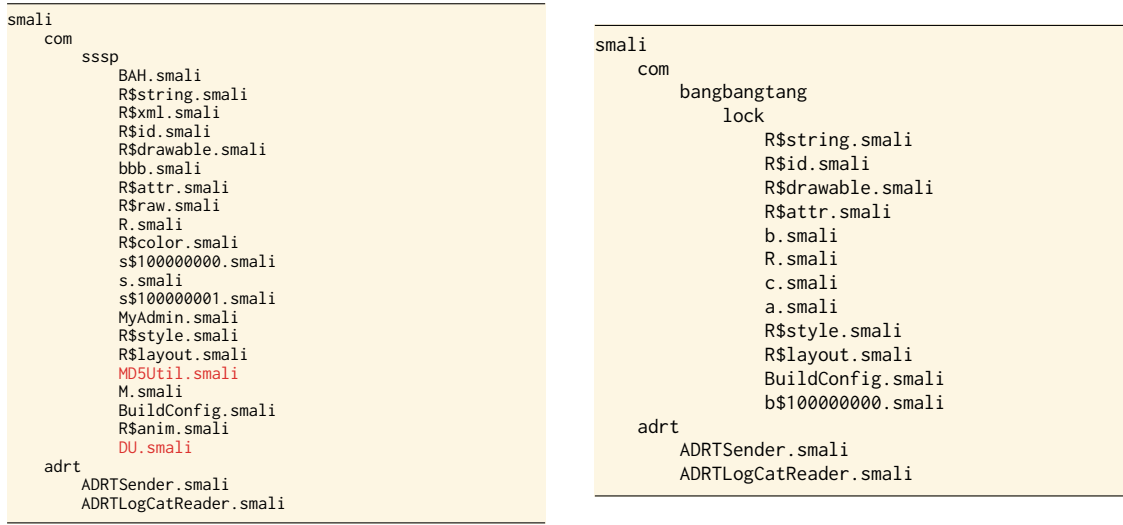 smali
com
sssp
BAH.smali
R$string.smali
R$xml.smali
R$id.smali
R$drawable.smali
bbb.smali
R$attr.smali
R$raw.smali
R.smali
R$color.smali
s$100000000.smali
s.smali
s$100000001.smali
MyAdmin.smali
R$style.smali
R$layout.smali
MD5Util.smali
M.smali
BuildConfig.smali
R$anim.smali
DU.smali
adrt
ADRTSender.smali
ADRTLogCatReader.smali
smali
com
bangbangtang
lock
R$string.smali
R$id.smali
R$drawable.smali
R$attr.smali
b.smali
R.smali
c.smali
a.smali
R$style.smali
R$layout.smali
BuildConfig.smali
b$100000000.smali
adrt
ADRTSender.smali
ADRTLogCatReader.smali